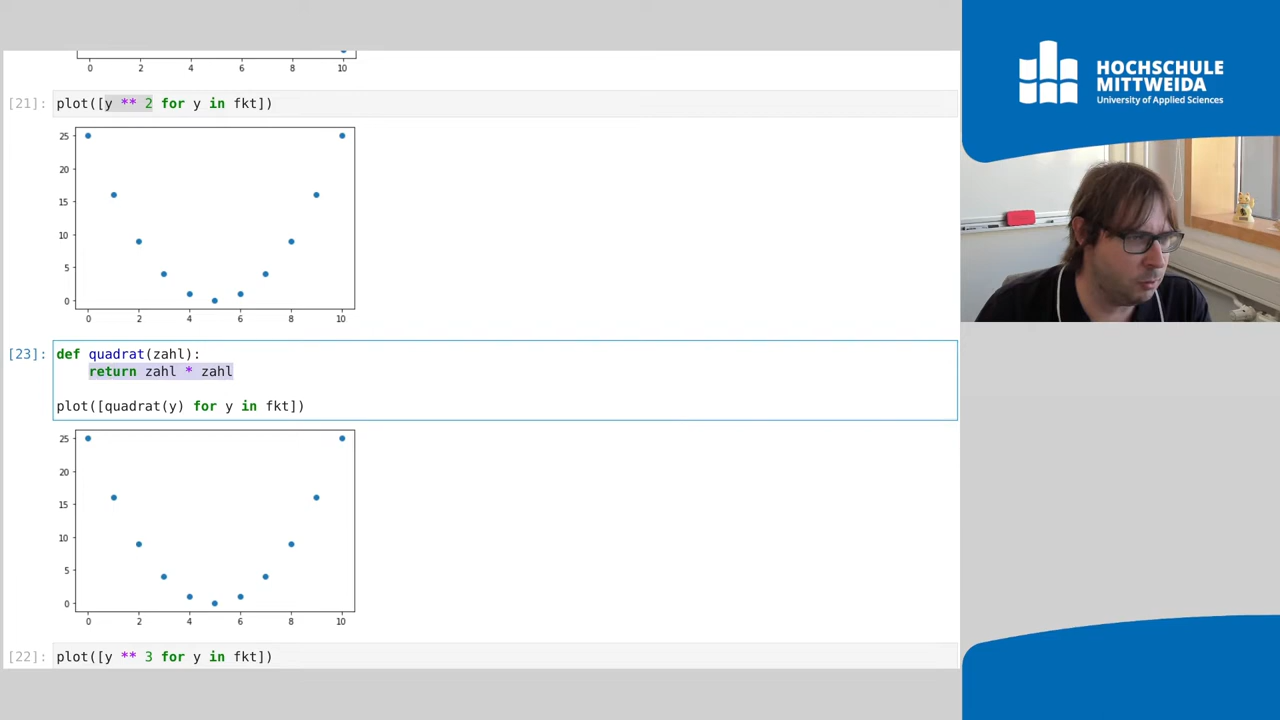 0 2 4 6 8 10
[21]: plot([y ** 2 for y in fkt])
25
20
15
10
5
0
0 2 4 6 8 10
[23]: def quadrat(zahl):
return zahl * zahl
plot([quadrat(y) for y in fkt])
25
20
15
10
5
0
0 2 4 6 8 10
[22]: plot([y ** 3 for y in fkt])
HOCHSCHULE
MITTWEIDA
University of Applied Sciences